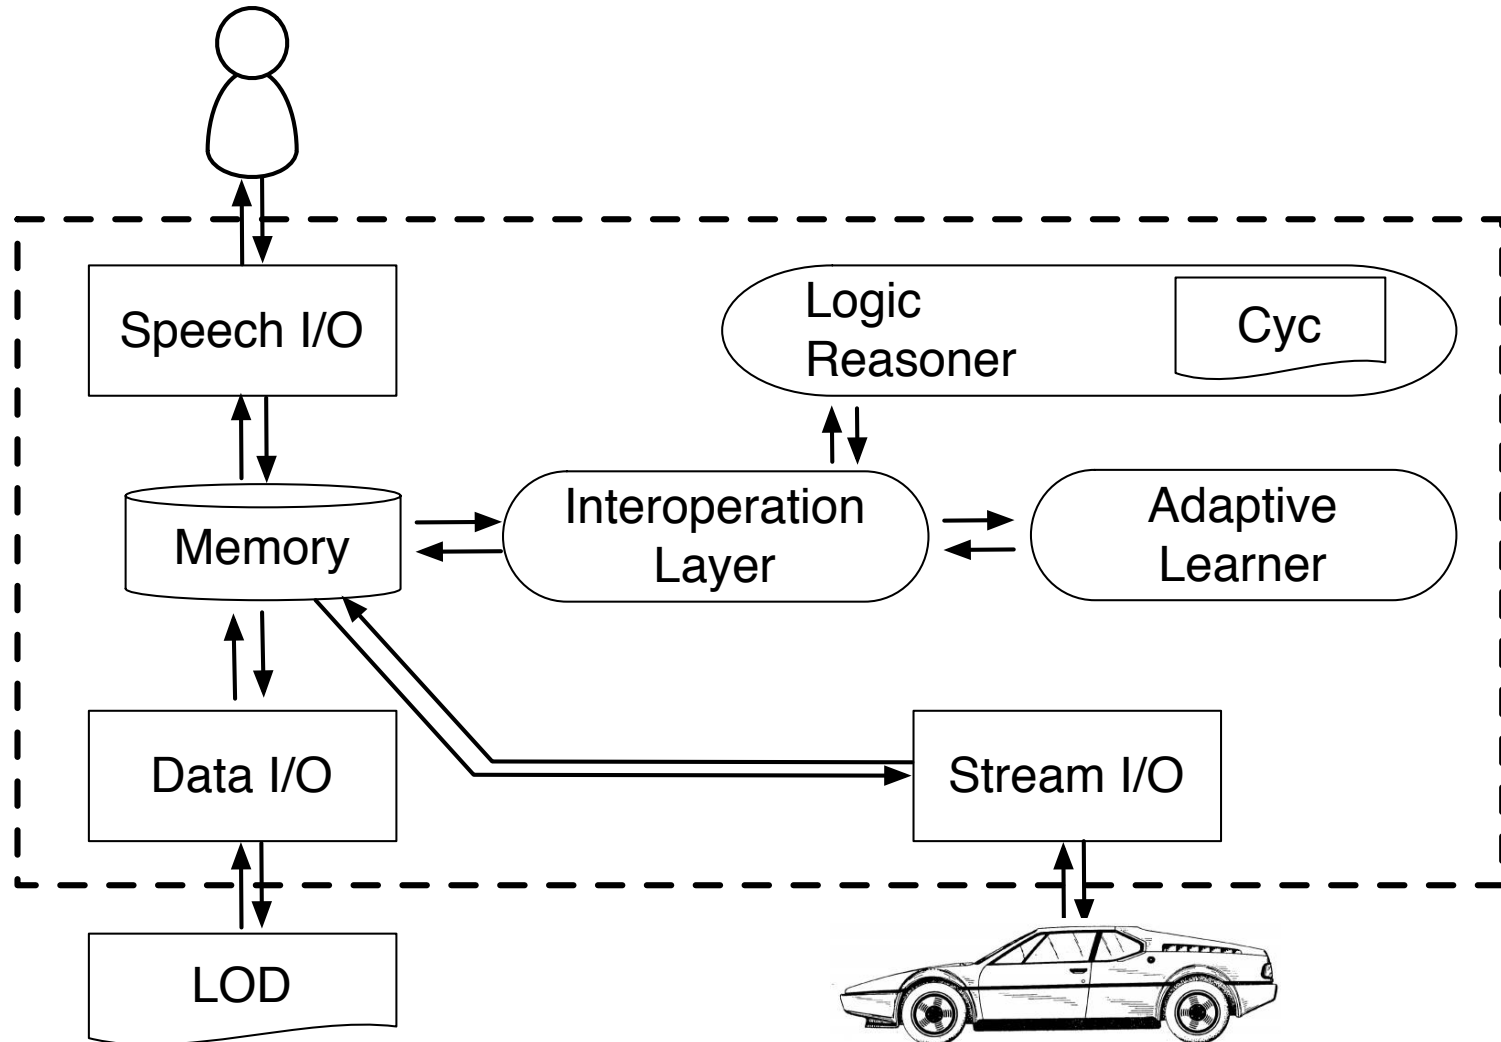 Speech I/O
Logic
Reasoner
Cyc
Memory
Interoperation
Layer
Adaptive
Learner
Data I/O
Stream I/O
LOD